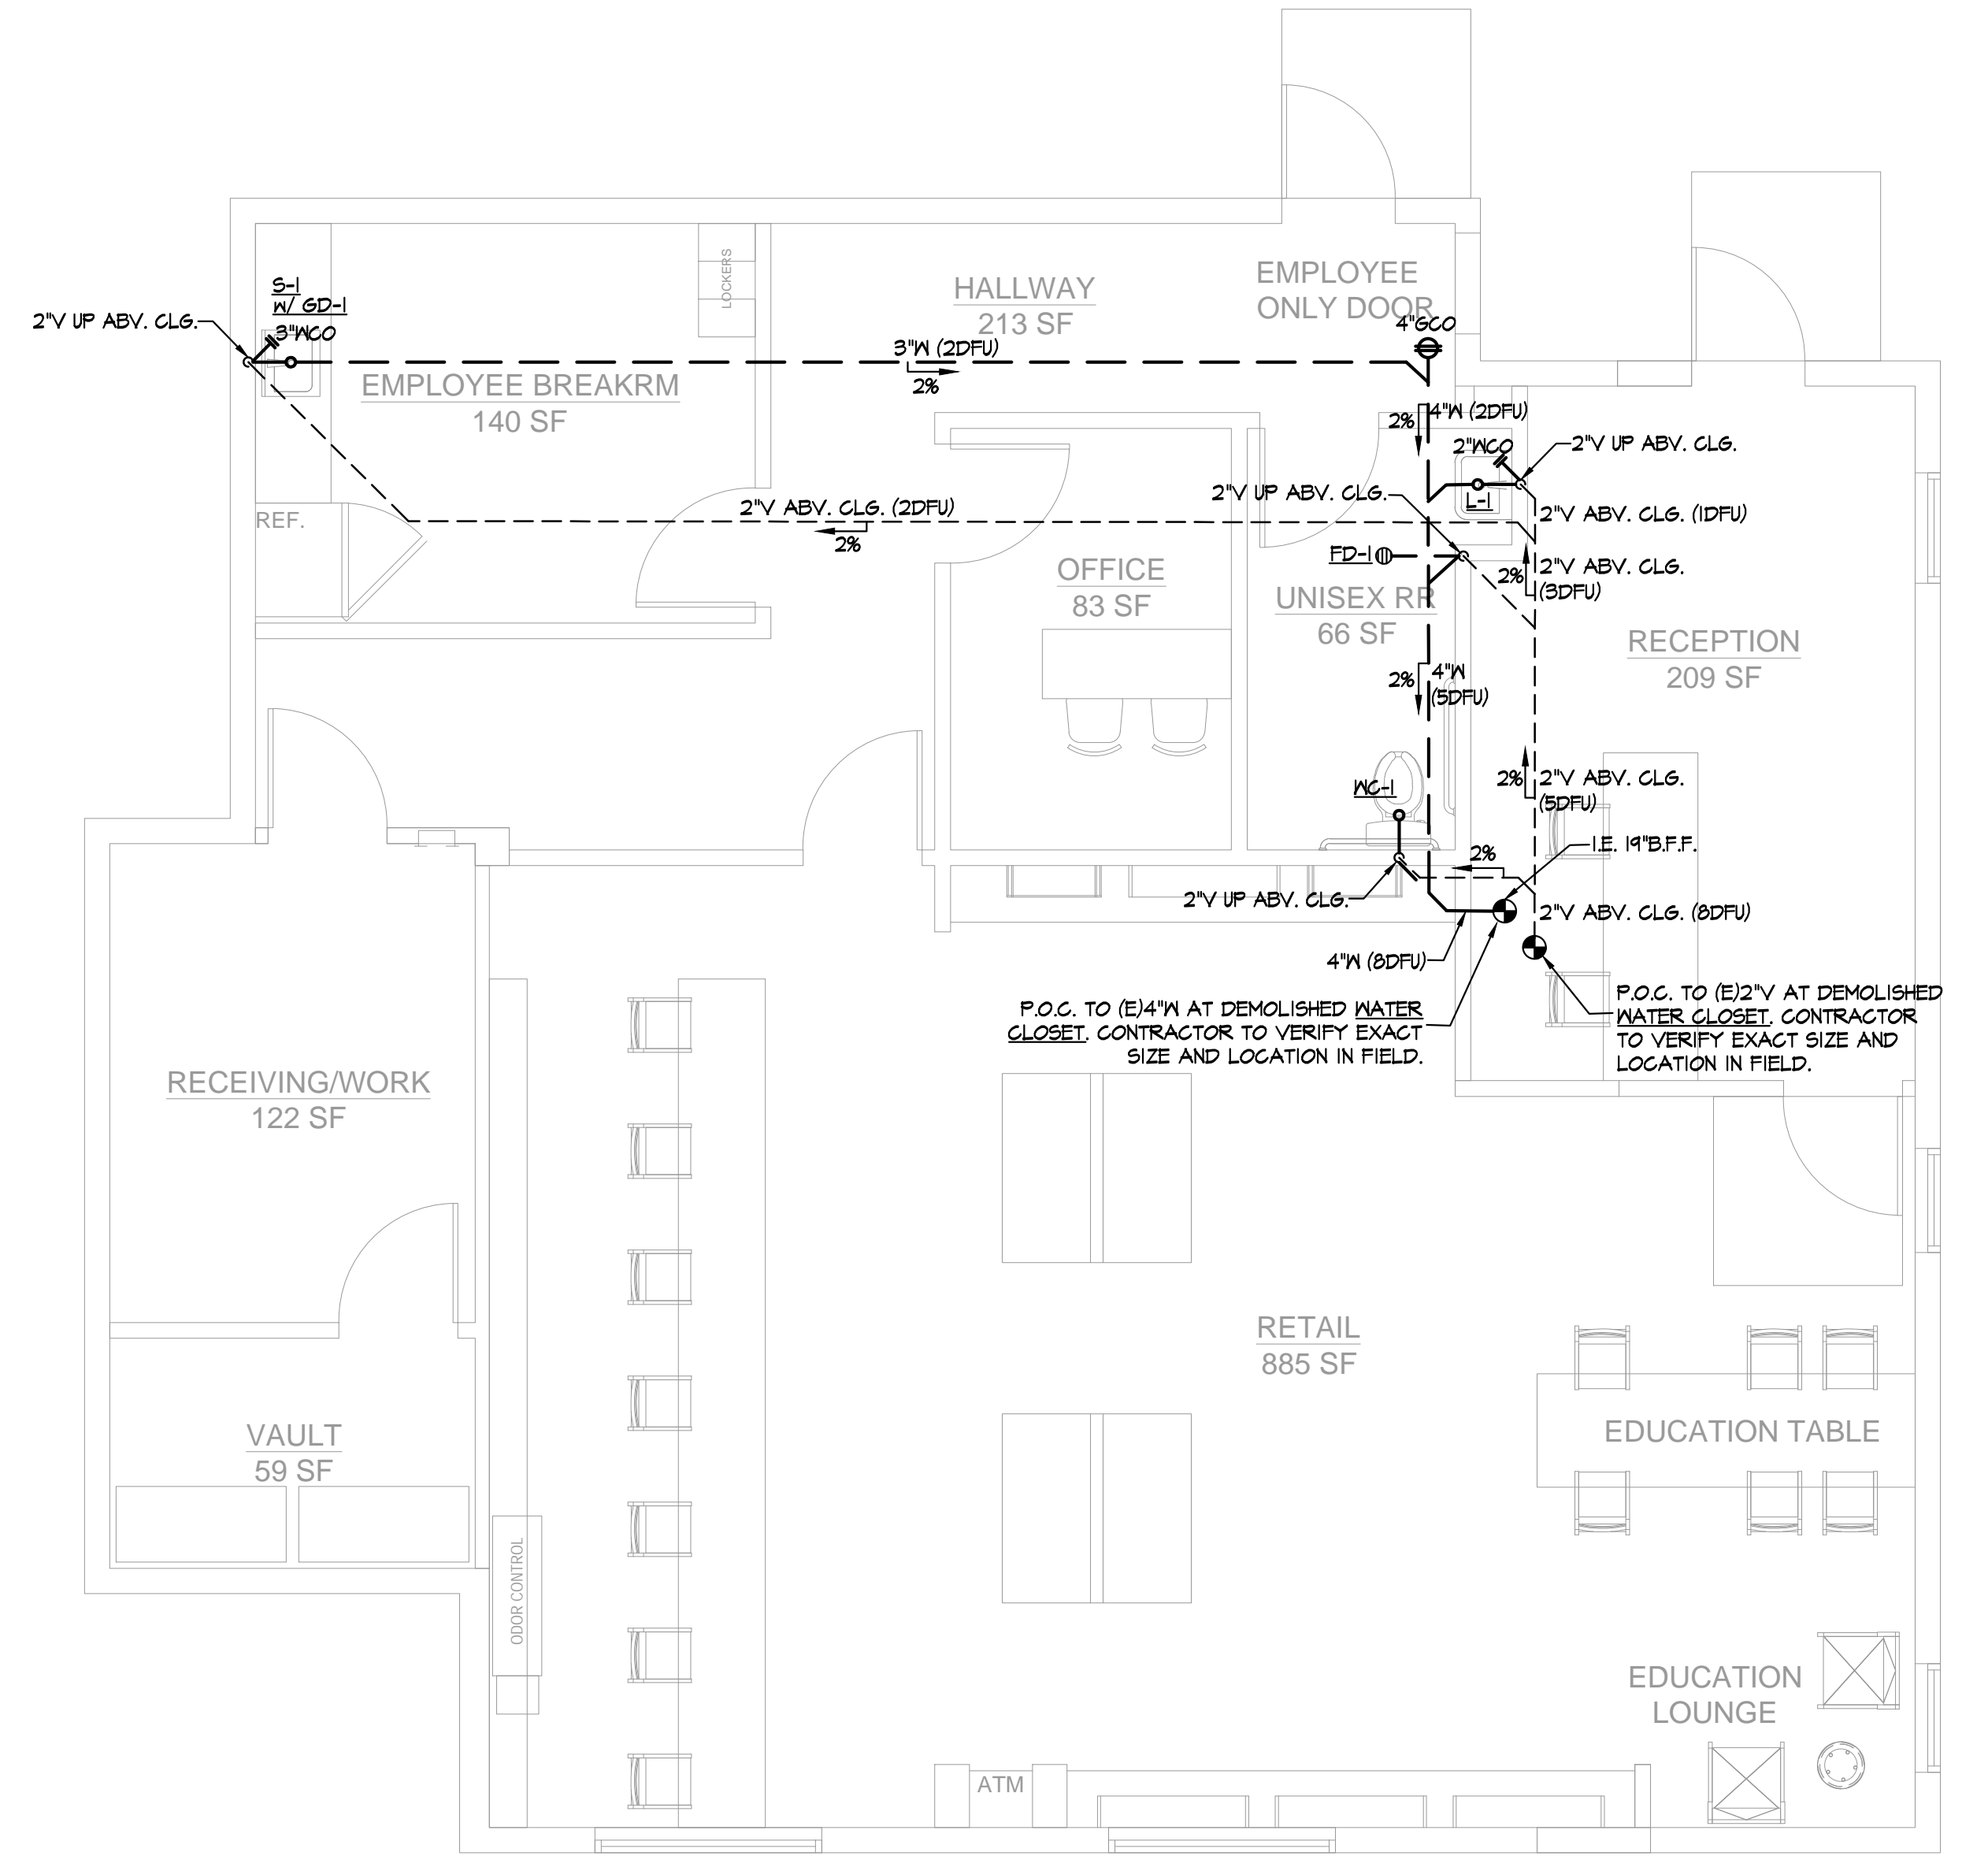 HALLWAY
213 SF
EMPLOYEE
ONLY DOOR
LOCKERS
S-1
W/ GD-1
3"WCO
2"V UP ABV. CLG.
4"GCO
3"W (2DFU)
2%
EMPLOYEE BREAKRM
140 SF
4"W (2DFU)
2%
2"WCO
2"V UP ABV. CLG.
L-1
2"V UP ABV. CLG.
2"V ABV. CLG. (2DFU)
2%
REF.
2"V ABV. CLG. (1DFU)
FD-1
2"V ABV. CLG.
(3DFU)
2%
OFFICE
83 SF
UNISEX RR
66 SF
RECEPTION
209 SF
4"W
(5DFU)
2%
WC-1
2%
2"V ABV. CLG.
(5DFU)
I.E. 19"B.F.F.
2%
2"V UP ABV. CLG.
2"V ABV. CLG. (8DFU)
4"W (8DFU)
P.O.C. TO (E)4"W AT DEMOLISHED WATER
CLOSET. CONTRACTOR TO VERIFY EXACT
SIZE AND LOCATION IN FIELD.
P.O.C. TO (E)2"V AT DEMOLISHED
WATER CLOSET. CONTRACTOR
TO VERIFY EXACT SIZE AND
LOCATION IN FIELD.
RECEIVING/WORK
122 SF
RETAIL
885 SF
VAULT
59 SF
EDUCATION TABLE
ODOR CONTROL
EDUCATION
LOUNGE
ATM